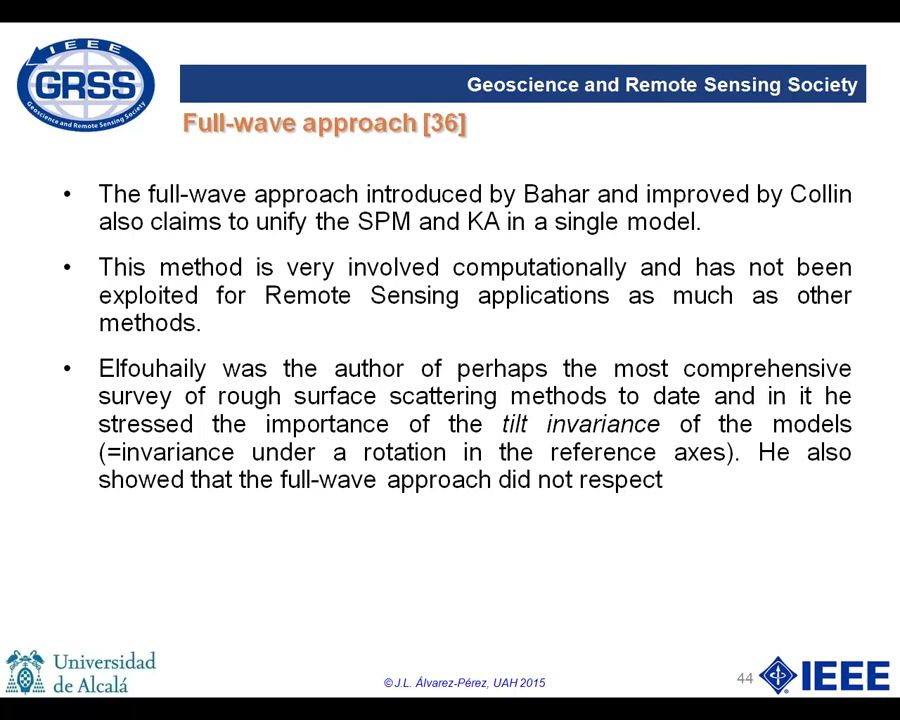 IEEE
GRSS
Geoscience and Remote Sensing Society
Geoscience and Remote Sensing Society
Full-wave approach [36]
• The full-wave approach introduced by Bahar and improved by Collin
also claims to unify the SPM and KA in a single model.
• This method is very involved computationally and has not been
exploited for Remote Sensing applications as much as other
methods.
• Elfouhaily was the author of perhaps the most comprehensive
survey of rough surface scattering methods to date and in it he
stressed the importance of the tilt invariance of the models
(=invariance under a rotation in the reference axes). He also
showed that the full-wave approach did not respect
Universidad
de Alcalá
© J.L. Álvarez-Pérez, UAH 2015
44
IEEE